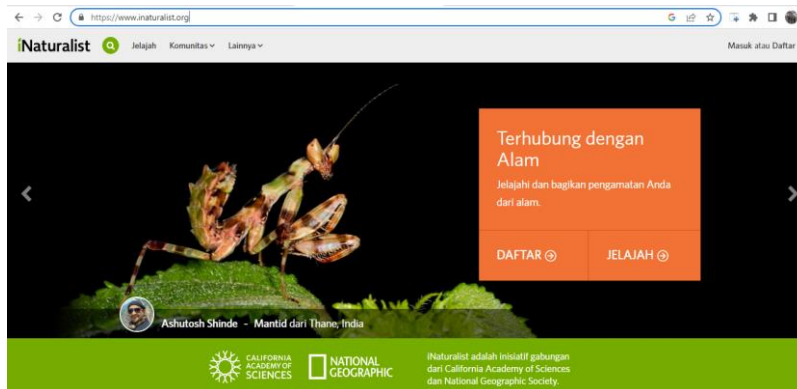 https://www.inaturalist.org
iNaturalist Jelajah Komunitas Lainnya Masuk atau Daftar
Terhubung dengan
Alam
Jelajahi dan bagikan pengamatan Anda
dari alam.
DAFTAR JELAJAH
Ashutosh Shinde - Mantid dari Thane, India
CALIFORNIA
ACADEMY OF
SCIENCES
NATIONAL
GEOGRAPHIC
iNaturalist adalah inisiatif gabungan
dari California Academy of Sciences
dan National Geographic Society.